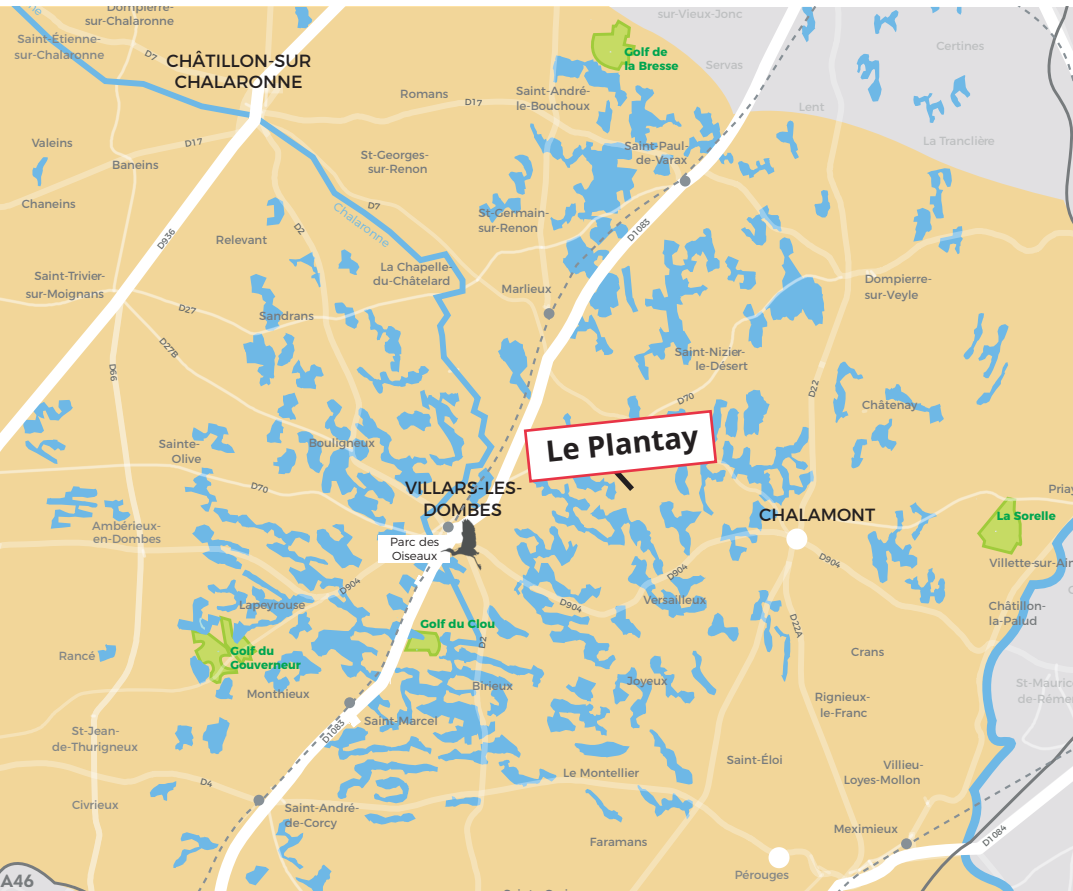 Dompierre-
sur-Chalaronne
sur-Vieux-Jonc
Saint-Étienne-
sur-Chalaronne
D7
CHÂTILLON-SUR
CHALARONNE
Golf de
la Bresse
Servas
Certines
Romans
D17
Saint-André-
le-Bouchoux
Lent
Valeins
D17
Baneins
St-Georges-
sur-Renon
Saint-Paul-
de-Varax
La Tranclière
Chaneins
D7
Chalaronne
D2
D936
Relevant
St-Germain-
sur-Renon
D1083
Saint-Trivier-
sur-Moignans
La Chapelle-
du-Châtelard
Marlieux
Dompierre-
sur-Veyle
D27
Sandrans
D27B
D66
Saint-Nizier-
le-Désert
D22
D70
Châtenay
Sainte-
Olive
Bouligneux
Le Plantay
D70
VILLARS-LES-
DOMBES
CHALAMONT
Priay
La Sorelle
Ambérieux-
en-Dombes
Parc des
Oiseaux
D904
D904
D904
D904
Villette-sur-Ain
Lapeyrouse
Versailleux
Châtillon-
la-Palud
Golf du Clou
D22A
D2
Rancé
Golf du
Gouverneur
Crans
Monthieux
Birieux
Joyeux
St-Maurice
de-Rémen
Rignieux-
le-Franc
Saint-Marcel
D1083
St-Jean-
de-Thurigneux
Saint-Éloi
Villieu-
Loyes-Mollon
Le Montellier
D4
Civrieux
Saint-André-
de-Corcy
Faramans
Meximieux
D1084
Pérouges
A46